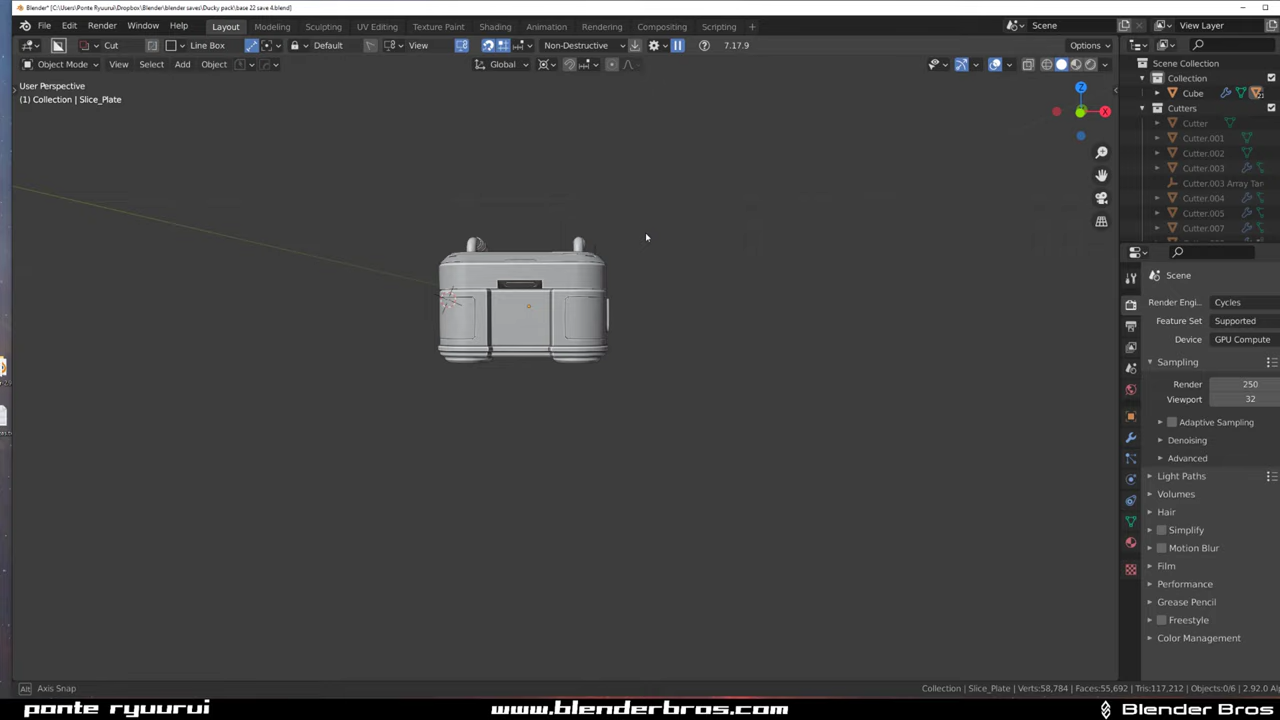 Blender* [C:\Users\Ponte Ryuurui\Dropbox\Blender\blender saves\Ducky pack\base 22 save 4.blend]
File Edit Render Window Help Layout Modeling Sculpting UV Editing Texture Paint Shading Animation Rendering Compositing Scripting + Scene View Layer
Cut Line Box Default View Non-Destructive 7.17.9 Options
Object Mode View Select Add Object Global
User Perspective
(1) Collection | Slice_Plate
Z
X
Scene Collection
Collection
Cube
Cutters
Cutter
Cutter.001
Cutter.002
Cutter.003
Cutter.003 Array Tar
Cutter.004
Cutter.005
Cutter.007
Scene
Render Engi.. Cycles
Feature Set Supported
Device GPU Compute
Sampling
Render 250
Viewport 32
Adaptive Sampling
Denoising
Advanced
Light Paths
Volumes
Hair
Simplify
Motion Blur
Film
Performance
Grease Pencil
Freestyle
Color Management
Alt Axis Snap
Collection | Slice_Plate | Verts:58,784 | Faces:55,692 | Tris:117,212 | Objects:0/6 | 2.92.0 Al
ponte ryuurui www.blenderbros.com Blender Bros